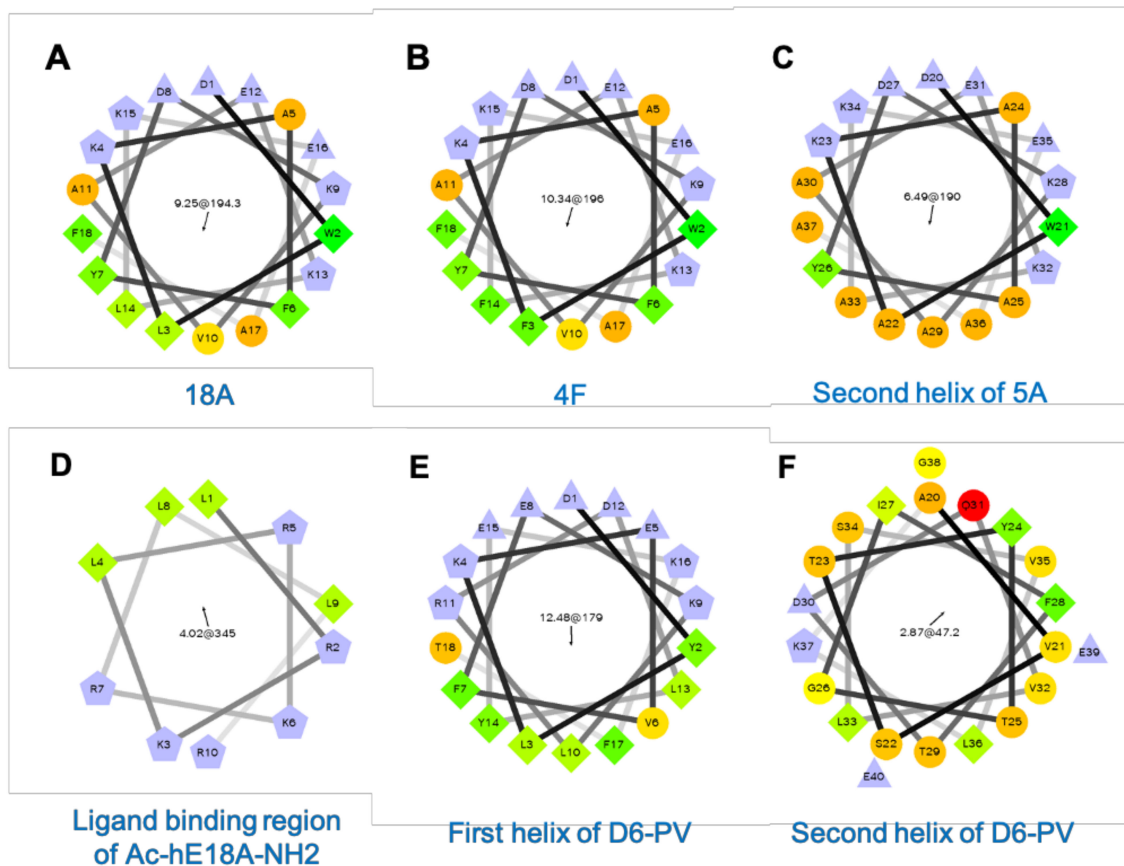 A
D8
D1
E12
K15
A5
K4
E16
A11
9.25@194.3
K9
F18
W2
Y7
K13
L14
F6
L3
V10
A17
18A
B
D8
D1
E12
K15
A5
K4
E16
A11
10.34@196
K9
F18
W2
Y7
K13
F14
F6
F3
V10
A17
4F
C
D27
D20
E31
K34
A24
K23
E35
A30
6.49@190
K28
A37
W21
Y26
K32
A33
A25
A22
A29
A36
Second helix of 5A
D
L8
L1
R5
L4
L9
4.02@345
R2
R7
K6
K3
R10
Ligand binding region
of Ac-hE18A-NH2
E
E8
D1
D12
E15
E5
K4
K16
R11
K9
12.48@179
T18
Y2
F7
L13
Y14
V6
L3
L10
F17
First helix of D6-PV
F
G38
I27
A20
Q31
S34
Y24
T23
V35
D30
F28
2.87@47.2
K37
V21
E39
G26
V32
L33
T25
S22
T29
L36
E40
Second helix of D6-PV